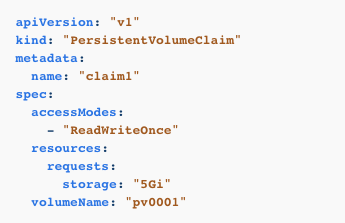 apiVersion: "v1"
kind: "PersistentVolumeClaim"
metadata:
  name: "claim1"
spec:
  accessModes:
    - "ReadWriteOnce"
  resources:
    requests:
      storage: "5Gi"
  volumeName: "pv0001"